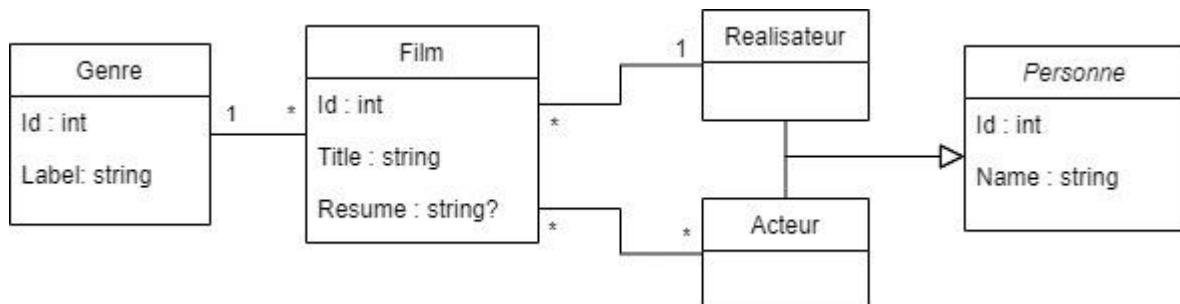 Genre
Id : int
Label: string
1
*
Film
Id : int
Title : string
Resume : string?
*
1
*
*
Realisateur
Acteur
Personne
Id : int
Name : string